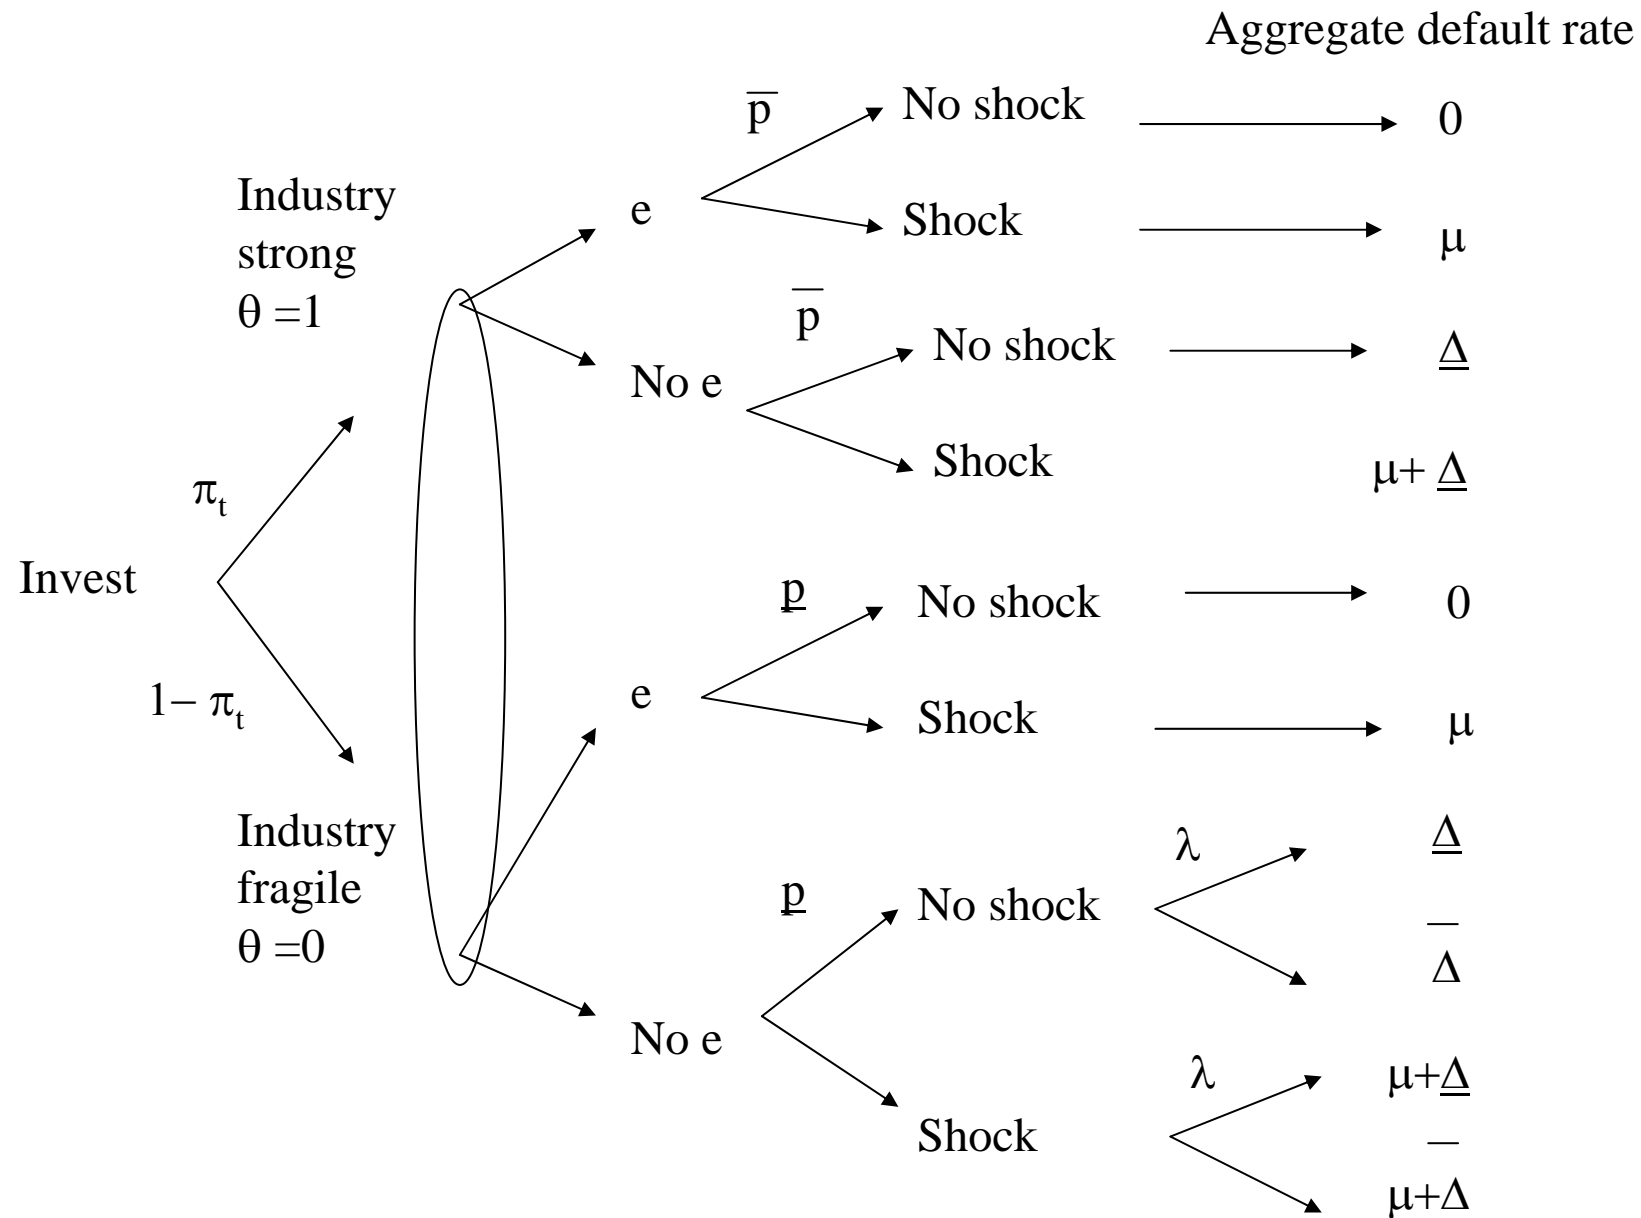 Aggregate default rate
p̅
No shock
0
Industry
strong
θ =1
e
Shock
μ
p̅
No shock
Δ̲
No e
Shock
μ+ Δ̲
π_t
Invest
p̲
No shock
0
1− π_t
e
Shock
μ
Industry
fragile
θ =0
λ
Δ̲
p̲
No shock
Δ̅
No e
λ
μ+Δ̲
Shock
μ+Δ̅